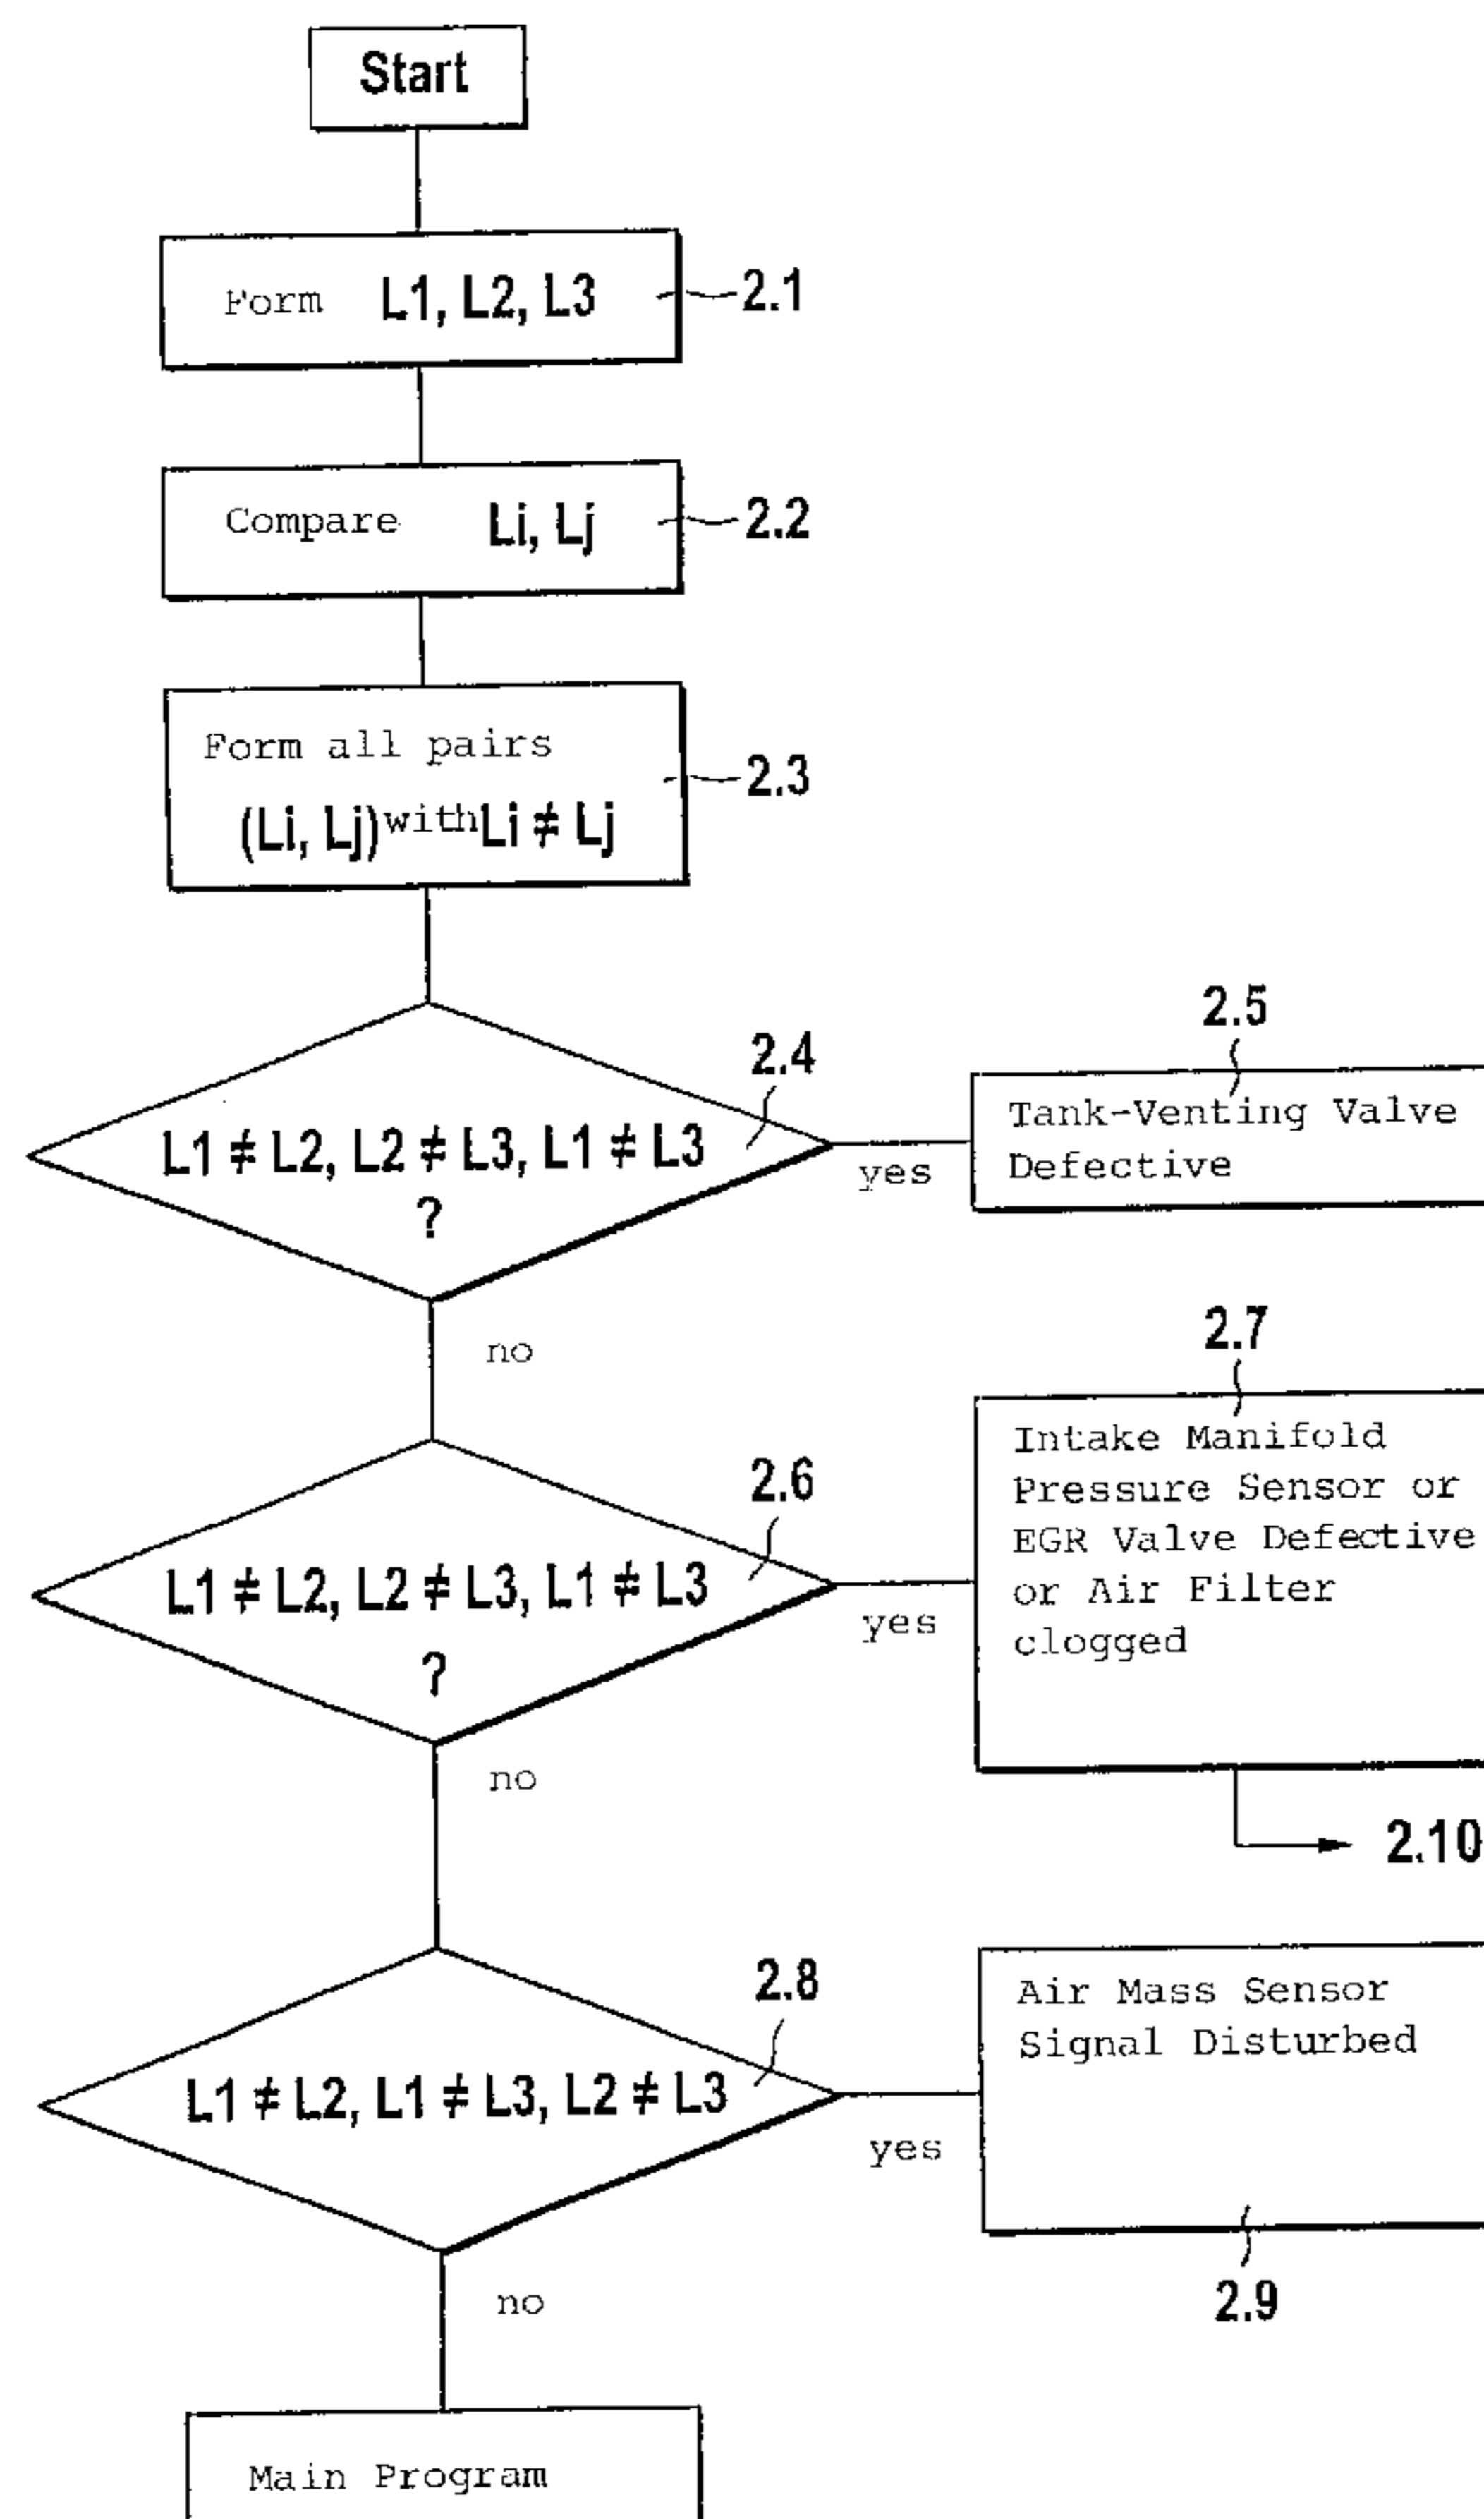 Start
Form L1, L2, L3
2.1
Compare Li, Lj
2.2
Form all pairs
(Li, Lj) with Li ≠ Lj
2.3
2.4
L1 ≠ L2, L2 ≠ L3, L1 ≠ L3
?
yes
2.5
Tank-Venting Valve
Defective
no
2.6
L1 ≠ L2, L2 ≠ L3, L1 ≠ L3
?
yes
2.7
Intake Manifold
Pressure Sensor or
EGR Valve Defective
or Air Filter
clogged
2.10
no
2.8
L1 ≠ L2, L1 ≠ L3, L2 ≠ L3
yes
Air Mass Sensor
Signal Disturbed
2.9
no
Main Program